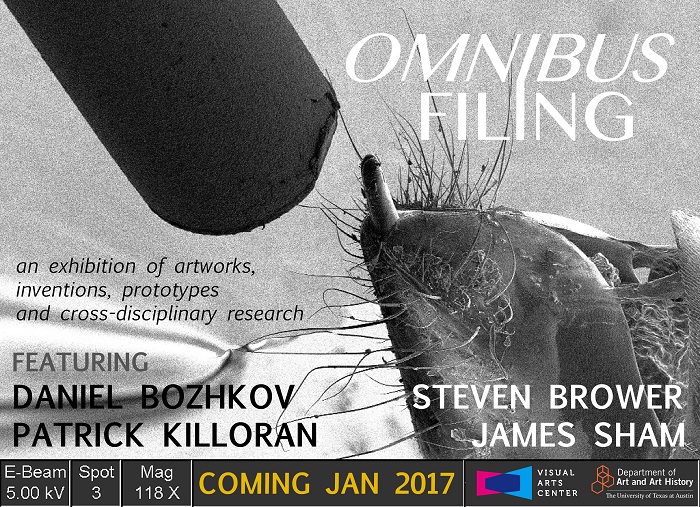 OMNIBUS
FILING
an exhibition of artworks,
inventions, prototypes
and cross-disciplinary research
FEATURING
DANIEL BOZHKOV
PATRICK KILLORAN
STEVEN BROWER
JAMES SHAM
E-Beam
5.00 kV
Spot
3
Mag
118 X
COMING JAN 2017
VISUAL
ARTS
CENTER
Department of
Art and Art History
The University of Texas at Austin